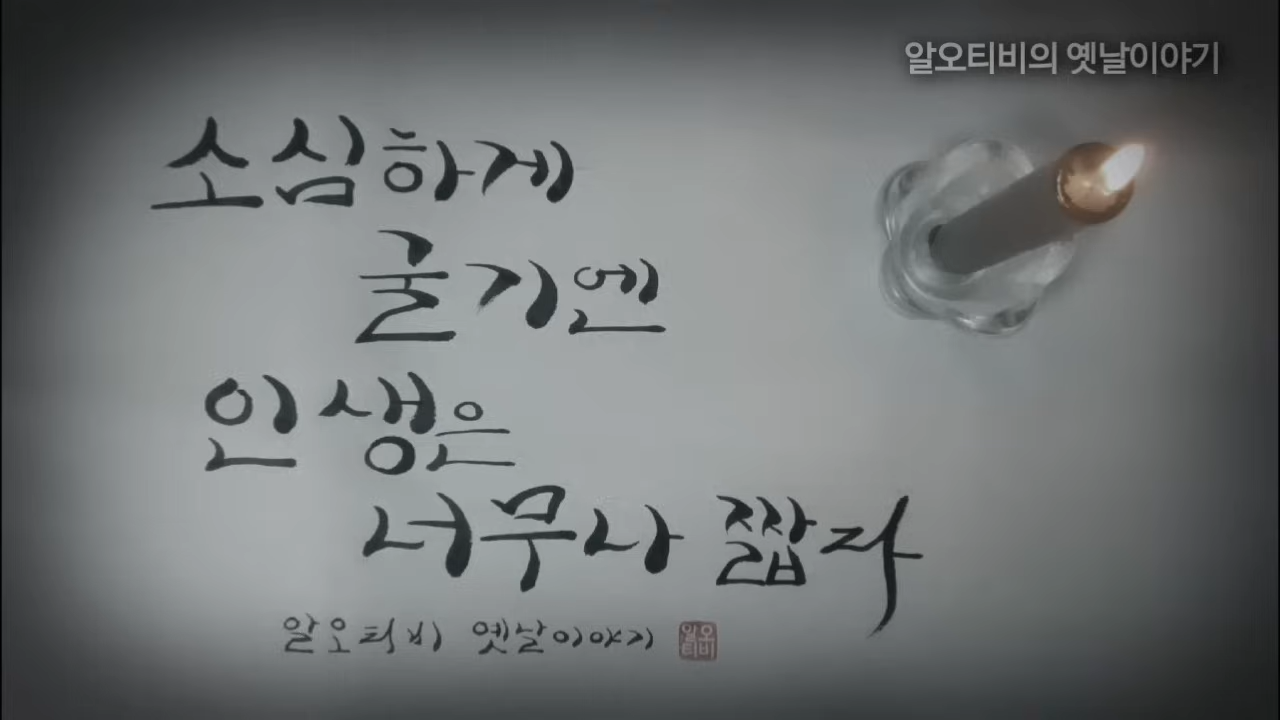 알오티비의 옛날이야기
소심하게
굴기엔
인생은
너무나 짧다
알오티비 옛날이야기
알오
티비